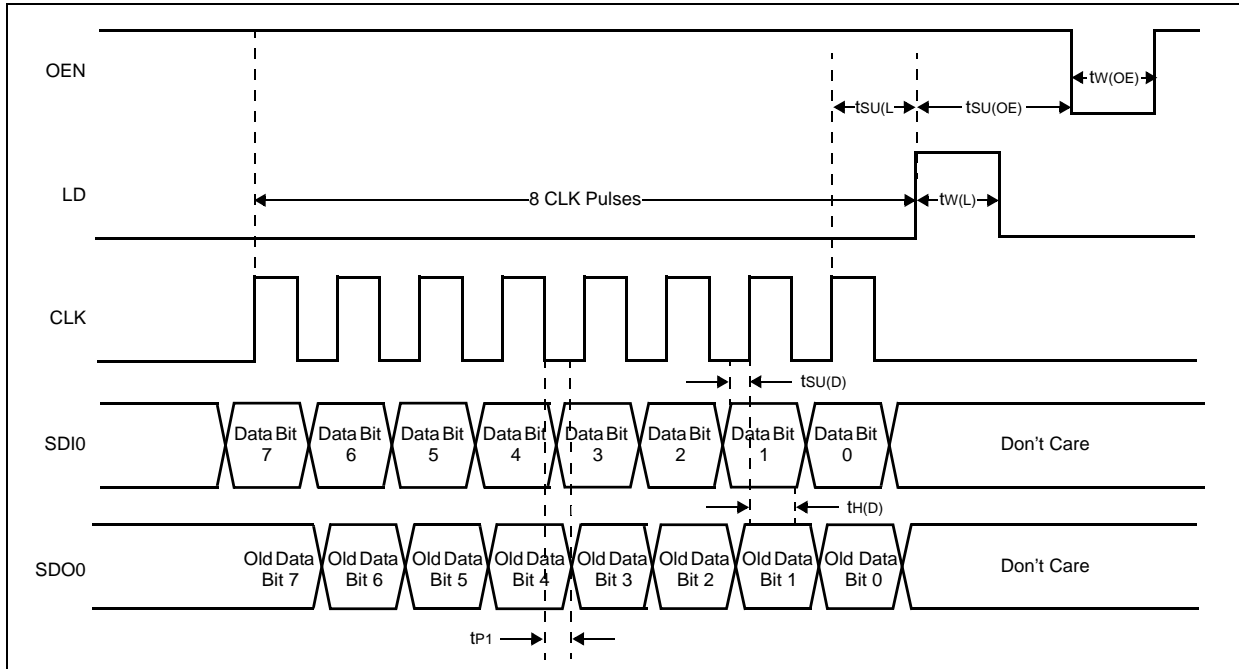 OEN
tW(OE)
tSU(L
tSU(OE)
LD
8 CLK Pulses
tW(L)
CLK
tSU(D)
SDI0
Data Bit
7
Data Bit
6
Data Bit
5
Data Bit
4
Data Bit
3
Data Bit
2
Data Bit
1
Data Bit
0
Don't Care
tH(D)
SDO0
Old Data
Bit 7
Old Data
Bit 6
Old Data
Bit 5
Old Data
Bit 4
Old Data
Bit 3
Old Data
Bit 2
Old Data
Bit 1
Old Data
Bit 0
Don't Care
tP1